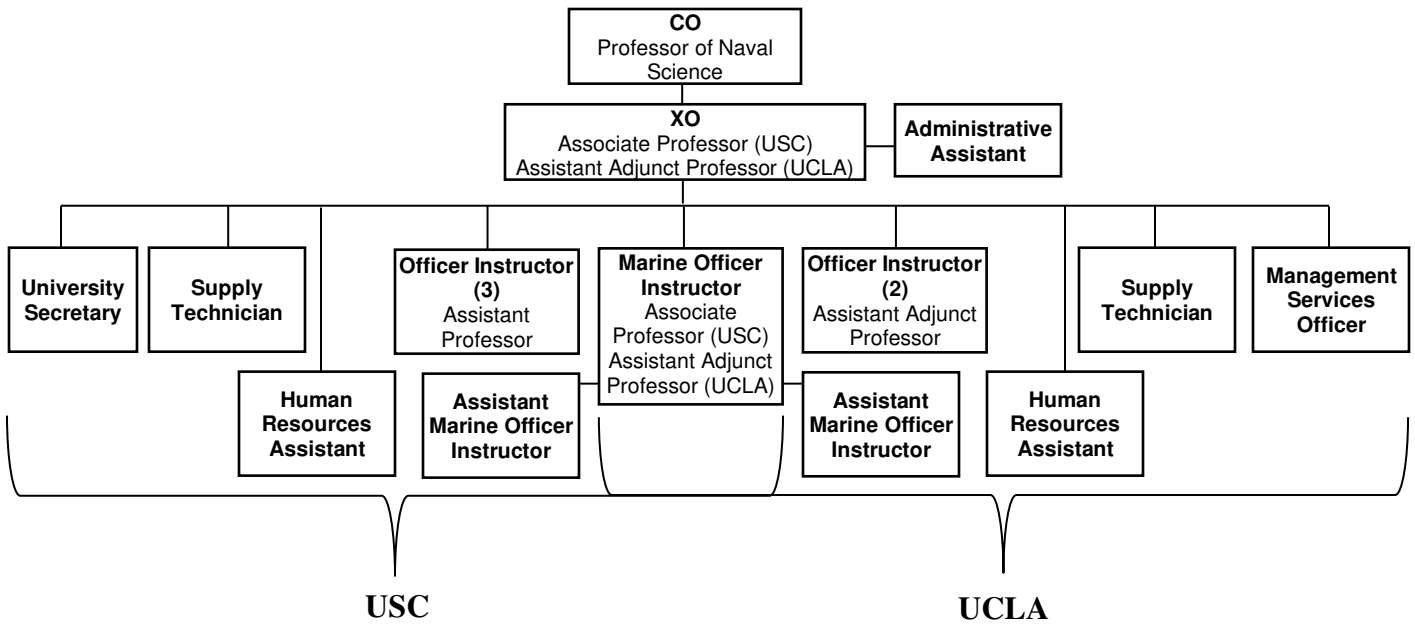 CO
Professor of Naval
Science
XO
Associate Professor (USC)
Assistant Adjunct Professor (UCLA)
Administrative
Assistant
University
Secretary
Supply
Technician
Human
Resources
Assistant
Officer Instructor
(3)
Assistant
Professor
Assistant
Marine Officer
Instructor
Marine Officer
Instructor
Associate
Professor (USC)
Assistant Adjunct
Professor (UCLA)
Officer Instructor
(2)
Assistant Adjunct
Professor
Assistant
Marine Officer
Instructor
Human
Resources
Assistant
Supply
Technician
Management
Services
Officer
USC
UCLA